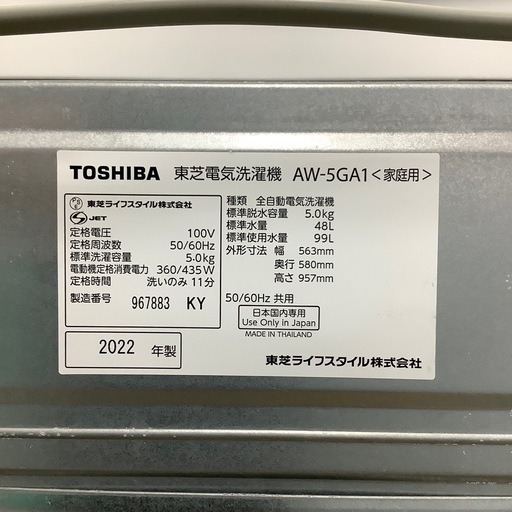 TOSHIBA 東芝電気洗濯機 AW-5GA1<家庭用>
東芝ライフスタイル株式会社
S JET
定格電圧 100V
定格周波数 50/60Hz
標準洗濯容量 5.0kg
電動機定格消費電力 360/435W
定格時間 洗いのみ 11分
製造番号 967883 KY
2022 年製
種類 全自動電気洗濯機
標準脱水容量 5.0kg
標準水量 48L
標準使用水量 99L
外形寸法 幅 563mm
奥行 580mm
高さ 957mm
50/60Hz 共用
日本国内専用
Use Only in Japan
MADE IN THAILAND
東芝ライフスタイル株式会社